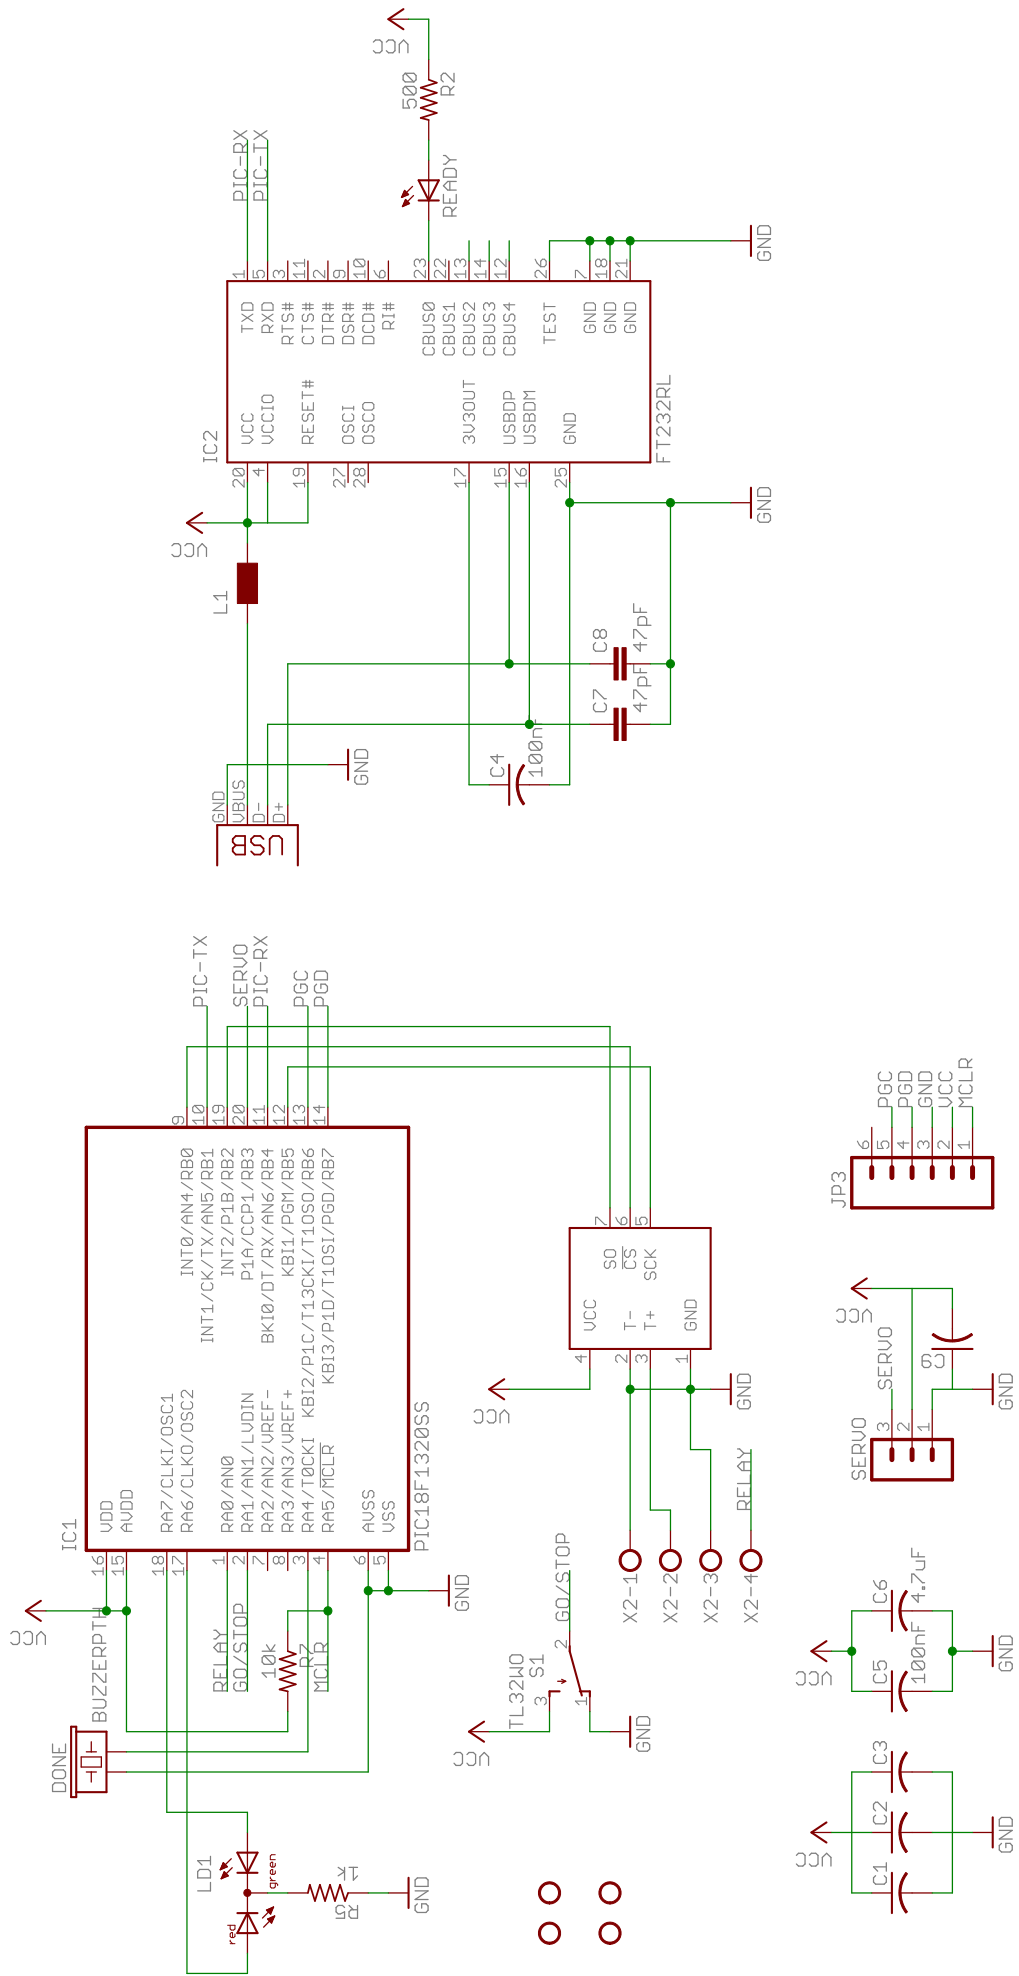 VCC
500
R2
READY
PIC-RX
PIC-TX
1
5
3
11
2
9
10
6
23
22
13
14
12
26
7
18
21
GND
TXD
RXD
RTS#
CTS#
DTR#
DSR#
DCD#
RI#
CBUS0
CBUS1
CBUS2
CBUS3
CBUS4
TEST
GND
GND
GND
VCC
VCCIO
RESET#
OSCI
OSCO
3V3OUT
USBDP
USBDM
GND
IC2
FT232RL
20
4
19
27
28
17
15
16
25
VCC
GND
L1
C8
47pF
C7
47pF
C4
100nF
GND
GND
VBUS
D-
D+
USB
PIC-TX
SERVO
PIC-RX
PGC
PGD
9
10
19
20
11
12
13
14
INT0/AN4/RB0
INT1/CK/TX/AN5/RB1
INT2/P1B/RB2
P1A/CCP1/RB3
BKI0/DT/RX/AN6/RB4
KBI1/PGM/RB5
KBI2/P1C/T13CKI/T1OSO/RB6
KBI3/P1D/T1OSI/PGD/RB7
VDD
AVDD
RA7/CLKI/OSC1
RA6/CLKO/OSC2
RA0/AN0
RA1/AN1/LVDIN
RA2/AN2/VREF-
RA3/AN3/VREF+
RA4/T0CKI
RA5/MCLR
AVSS
VSS
IC1
PIC18F1320SS
16
15
18
17
1
2
7
8
3
4
6
5
VCC
GND
BUZZERPTH
RELAY
GO/STOP
10k
R7
MCLR
DONE
LD1
green
red
1k
R5
GND
7
6
5
SO
CS
SCK
VCC
T-
T+
GND
4
2
3
1
VCC
GND
RELAY
X2-1
X2-2
X2-3
X2-4
GO/STOP
2
S1
TL32WO
3
1
VCC
GND
PGC
PGD
GND
VCC
MCLR
6
5
4
3
2
1
JP3
VCC
SERVO
C9
GND
3
2
1
SERVO
C6
4.7uF
C5
100nF
VCC
GND
C3
C2
C1
VCC
GND